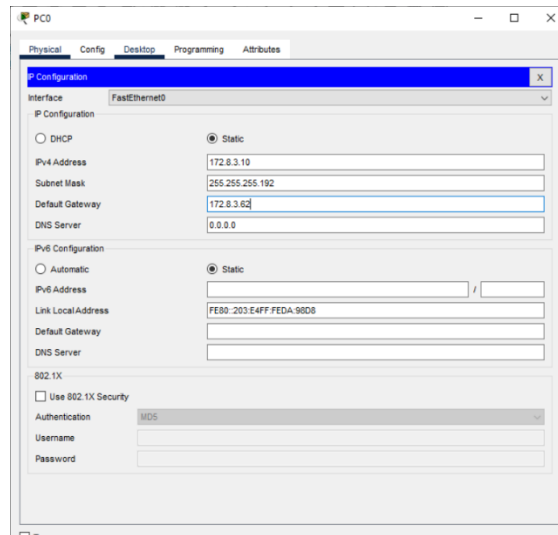 PC0
Physical Config Desktop Programming Attributes
IP Configuration X
Interface FastEthernet0
IP Configuration
DHCP Static
IPv4 Address 172.8.3.10
Subnet Mask 255.255.255.192
Default Gateway 172.8.3.62
DNS Server 0.0.0.0
IPv6 Configuration
Automatic Static
IPv6 Address /
Link Local Address FE80::203:E4FF:FEDA:98D8
Default Gateway
DNS Server
802.1X
Use 802.1X Security
Authentication MD5
Username
Password